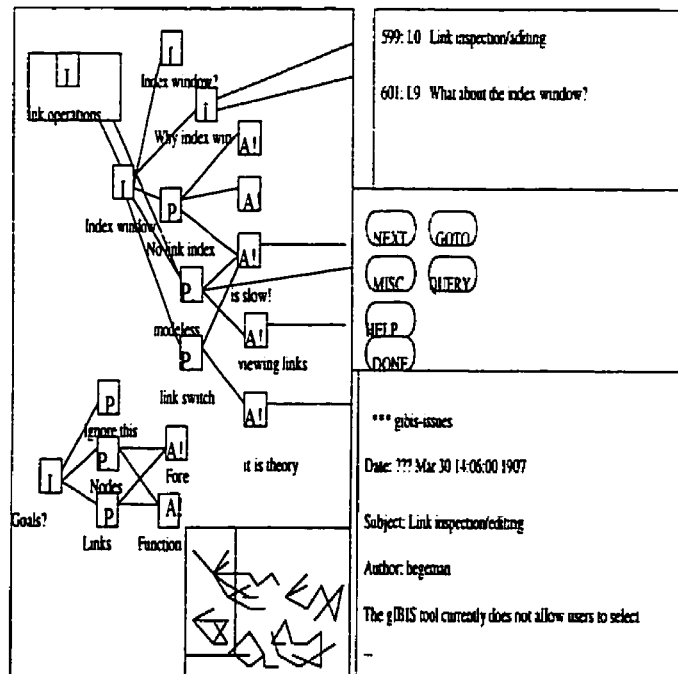 I
Index window?
I
link operations
I
Why index win
A!
I
A!
P
Index window
No link index
A!
P
is slow!
modeless
A!
P
viewing links
link switch
A!
P
Ignore this
it is theory
I
P
A!
Nodes
Fore
P
A!
Goals?
Links
Function
599: L0 Link inspection/editing
601: L9 What about the index window?
NEXT GOTO
MISC QUERY
HELP
DONE
*** gibis-issues
Date: ??? Mar 30 14:06:00 1907
Subject: Link inspection/editing
Author: begeman
The gIBIS tool currently does not allow users to select
--